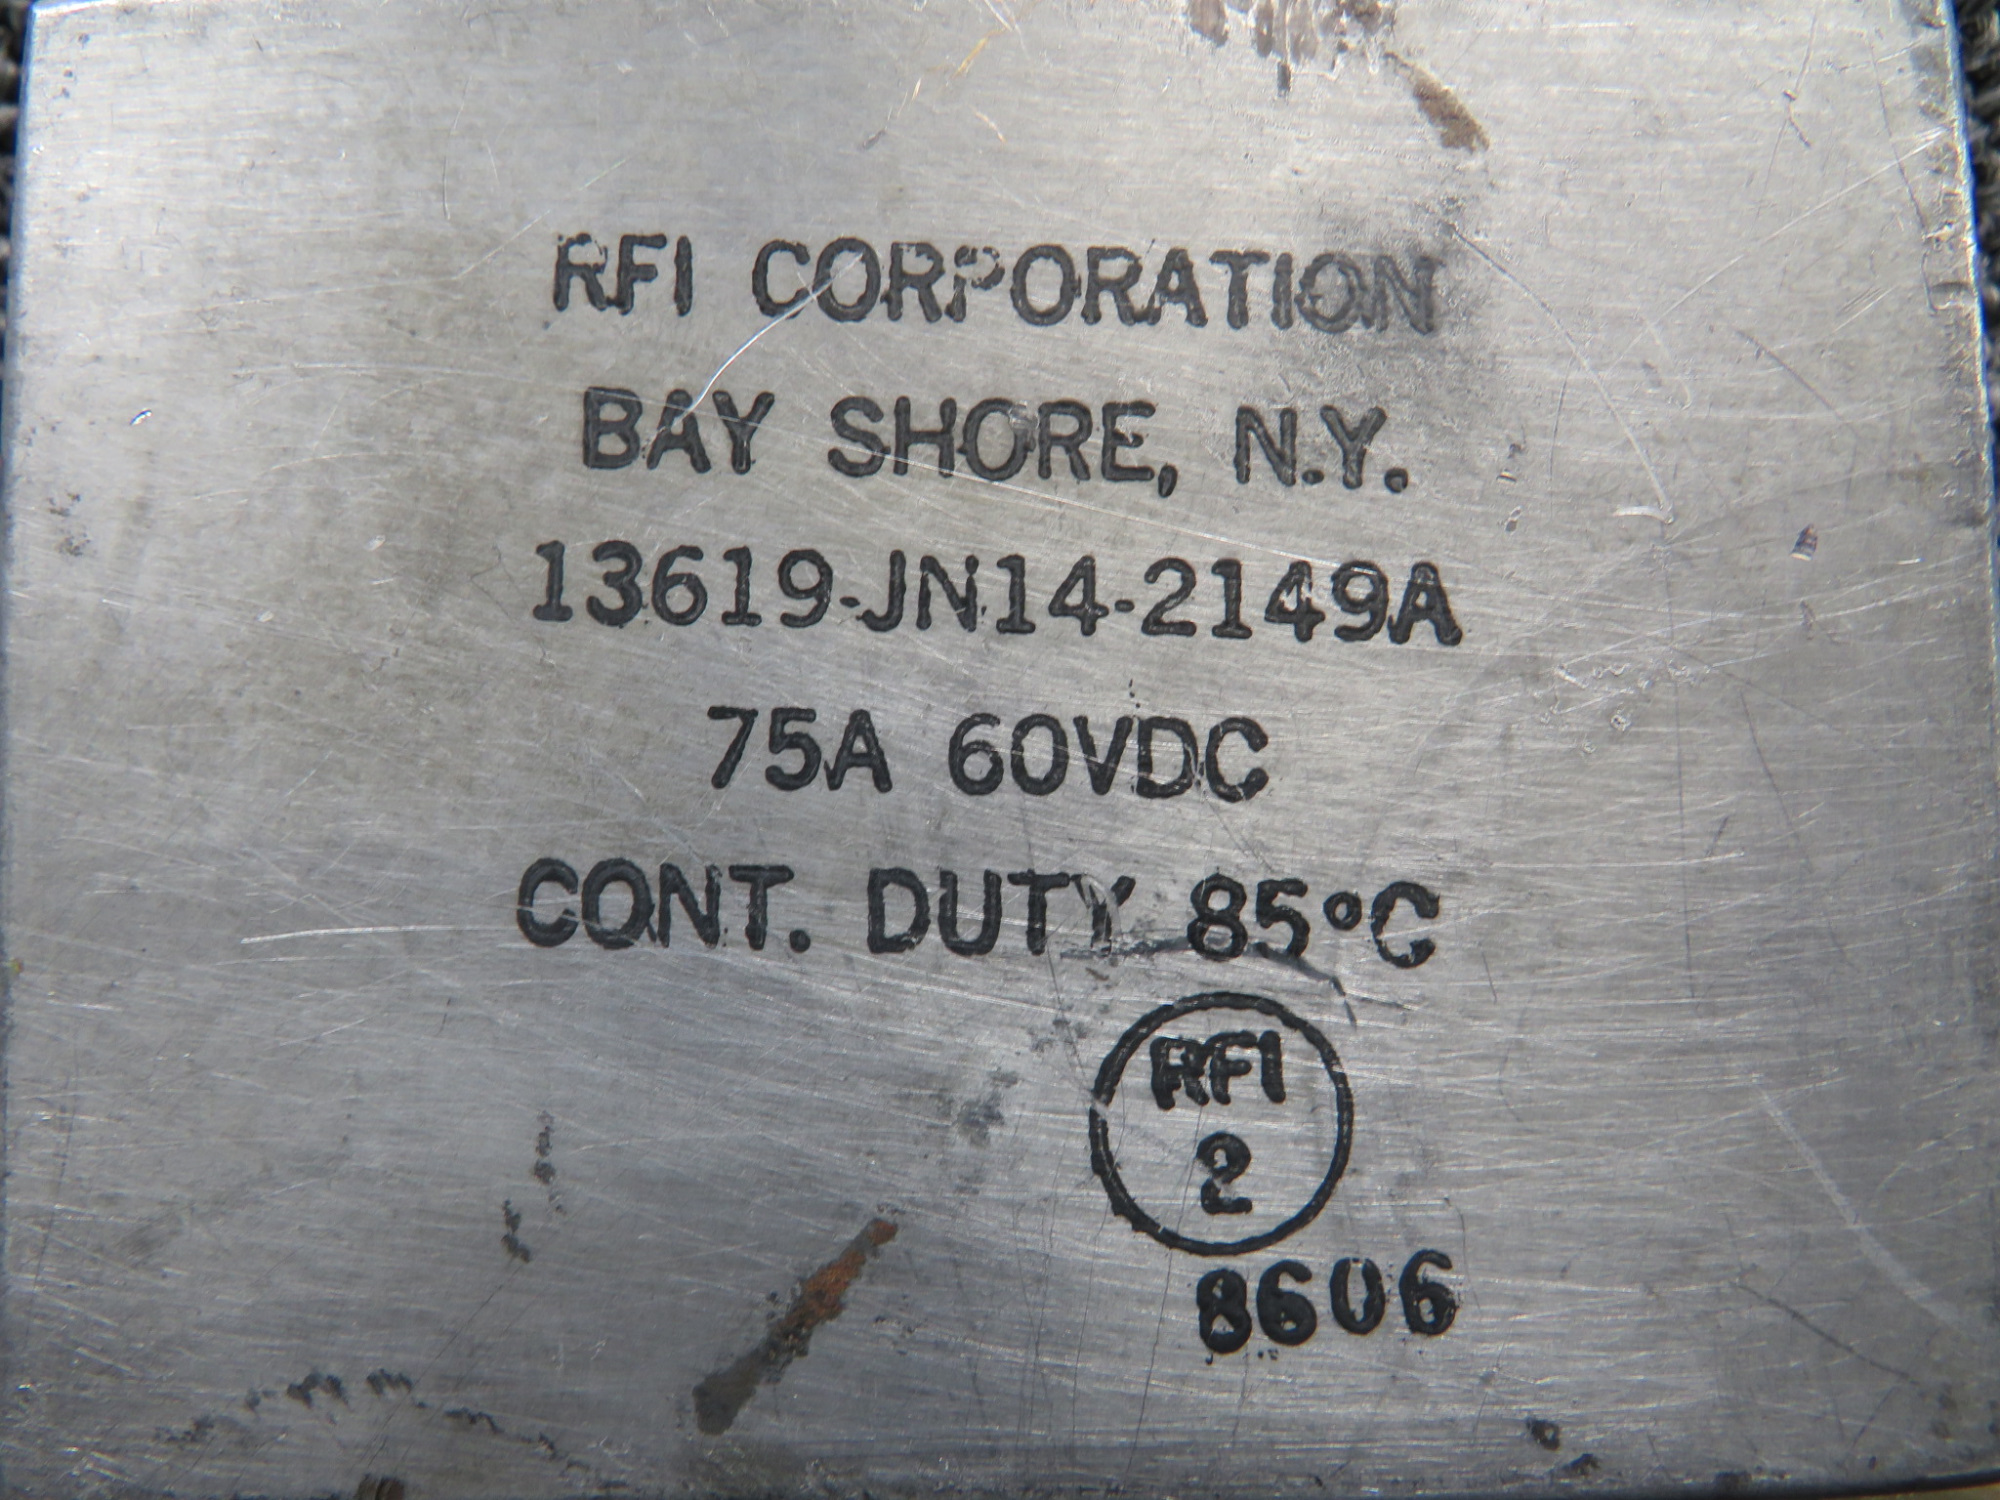 RFI CORPORATION
BAY SHORE, N.Y.
13619-JN14-2149A
75A 60VDC
CONT. DUTY 85°C
RFI
2
8606